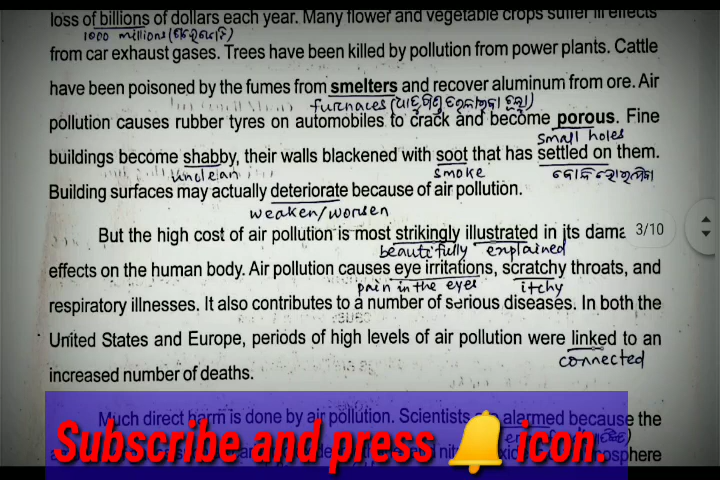 loss of billions of dollars each year. Many flower and vegetable crops suffer ill effects
1000 millions
from car exhaust gases. Trees have been killed by pollution from power plants. Cattle
have been poisoned by the fumes from smelters and recover aluminum from ore. Air
furnaces
pollution causes rubber tyres on automobiles to crack and become porous. Fine
small holes
buildings become shabby, their walls blackened with soot that has settled on them.
unclean smoke
Building surfaces may actually deteriorate because of air pollution.
weaken/worsen
But the high cost of air pollution is most strikingly illustrated in its dama 3/10
beautifully explained
effects on the human body. Air pollution causes eye irritations, scratchy throats, and
pain in the eyes itchy
respiratory illnesses. It also contributes to a number of serious diseases. In both the
United States and Europe, periods of high levels of air pollution were linked to an
connected
increased number of deaths.
Much direct harm is done by air pollution. Scientists are alarmed because the
Subscribe and press icon.